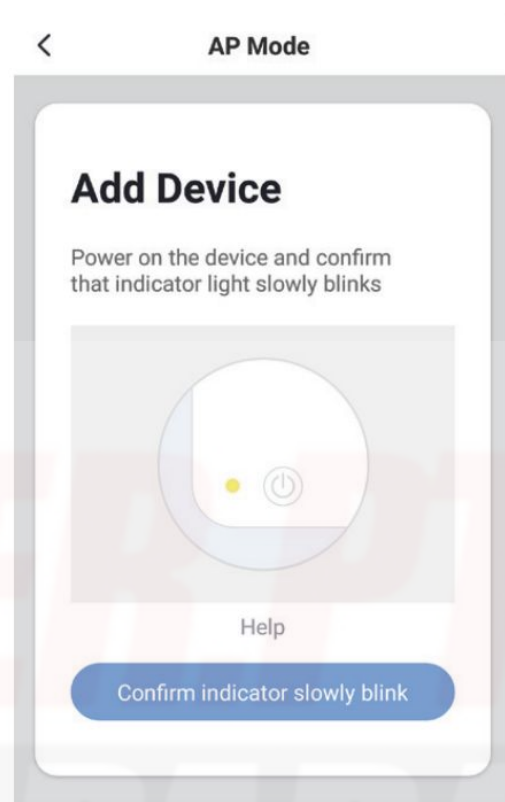 AP Mode
Add Device
Power on the device and confirm
that indicator light slowly blinks
Help
Confirm indicator slowly blink